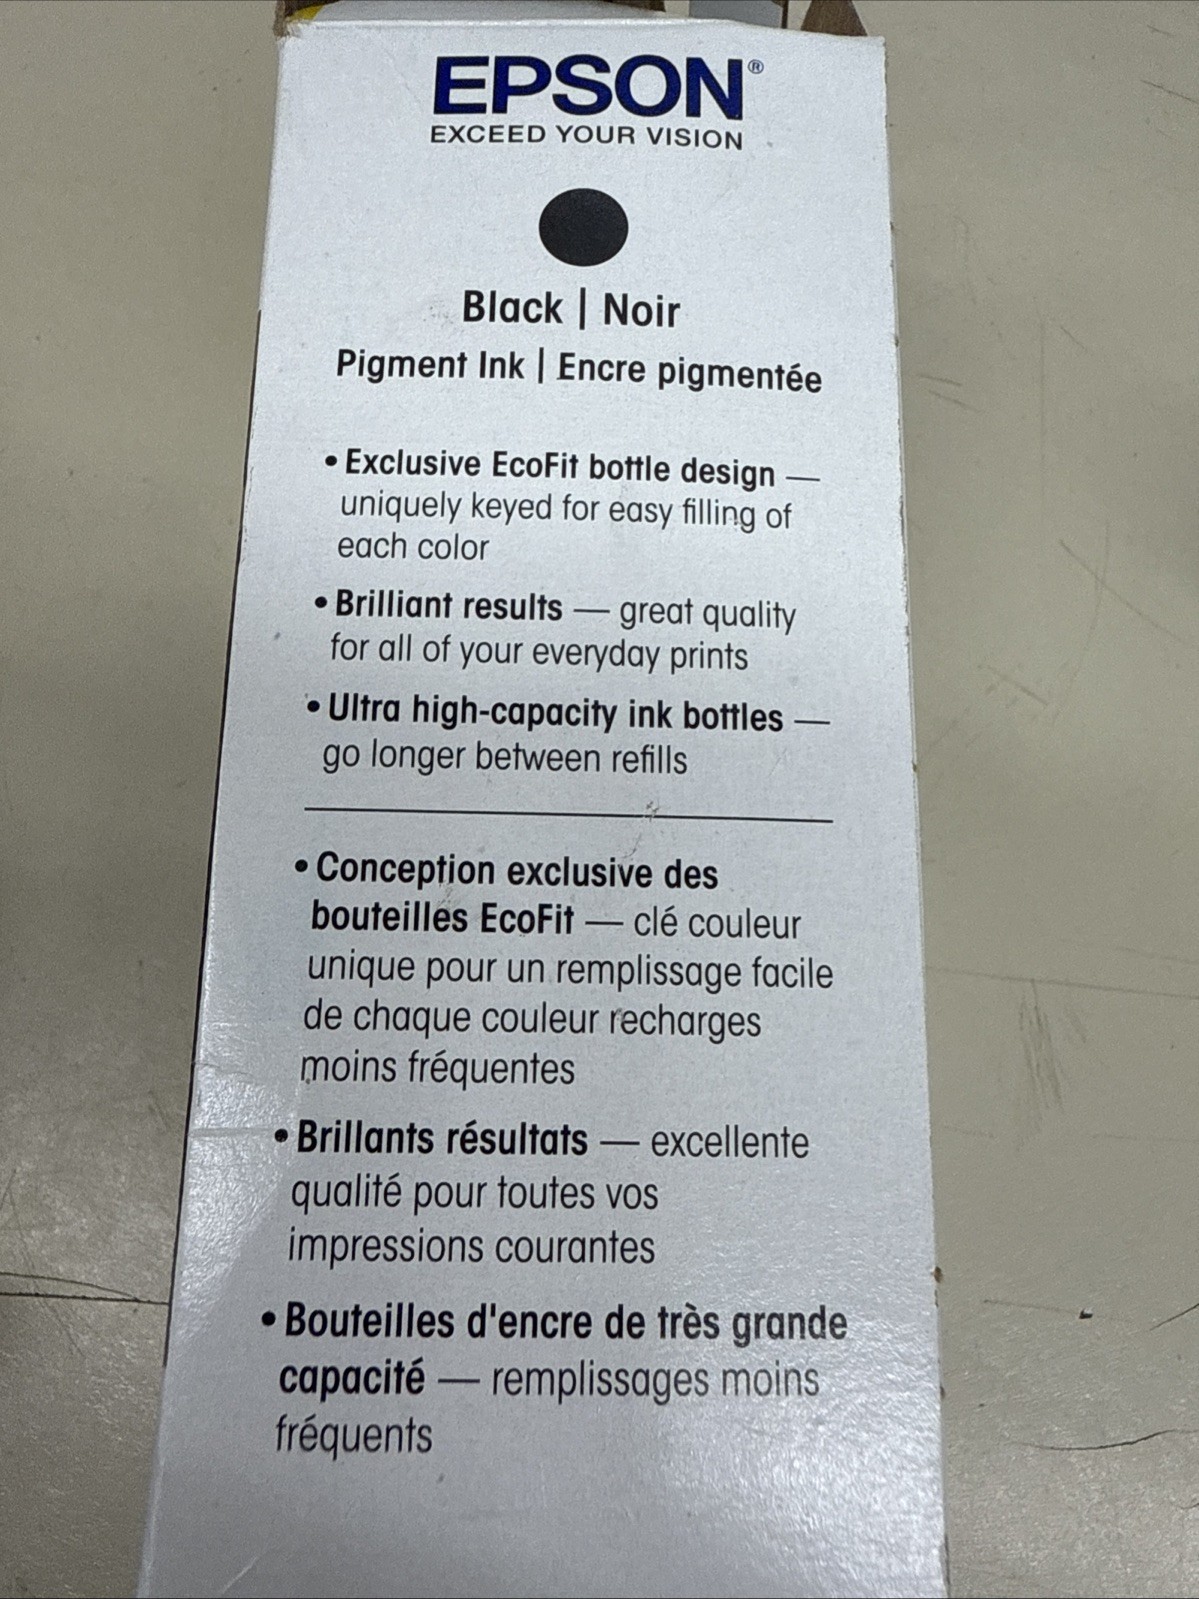 EPSON®
EXCEED YOUR VISION
Black | Noir
Pigment Ink | Encre pigmentée
• Exclusive EcoFit bottle design —
uniquely keyed for easy filling of
each color
• Brilliant results — great quality
for all of your everyday prints
• Ultra high-capacity ink bottles —
go longer between refills
• Conception exclusive des
bouteilles EcoFit — clé couleur
unique pour un remplissage facile
de chaque couleur recharges
moins fréquentes
• Brillants résultats — excellente
qualité pour toutes vos
impressions courantes
• Bouteilles d'encre de très grande
capacité — remplissages moins
fréquents